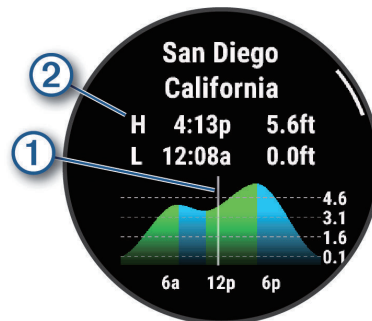 San Diego
California
2
H 4:13p 5.6ft
L 12:08a 0.0ft
1
4.6
3.1
1.6
0.1
6a 12p 6p